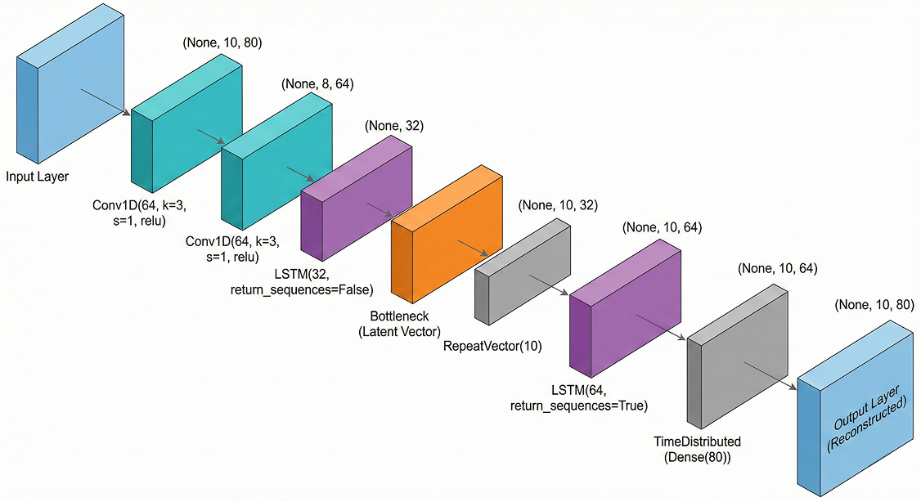 Input Layer
(None, 10, 80)
Conv1D(64, k=3,
s=1, relu)
(None, 8, 64)
Conv1D(64, k=3,
s=1, relu)
(None, 32)
LSTM(32,
return_sequences=False)
Bottleneck
(Latent Vector)
(None, 10, 32)
RepeatVector(10)
(None, 10, 64)
LSTM(64,
return_sequences=True)
(None, 10, 64)
TimeDistributed
(Dense(80))
(None, 10, 80)
Output Layer
(Reconstructed)